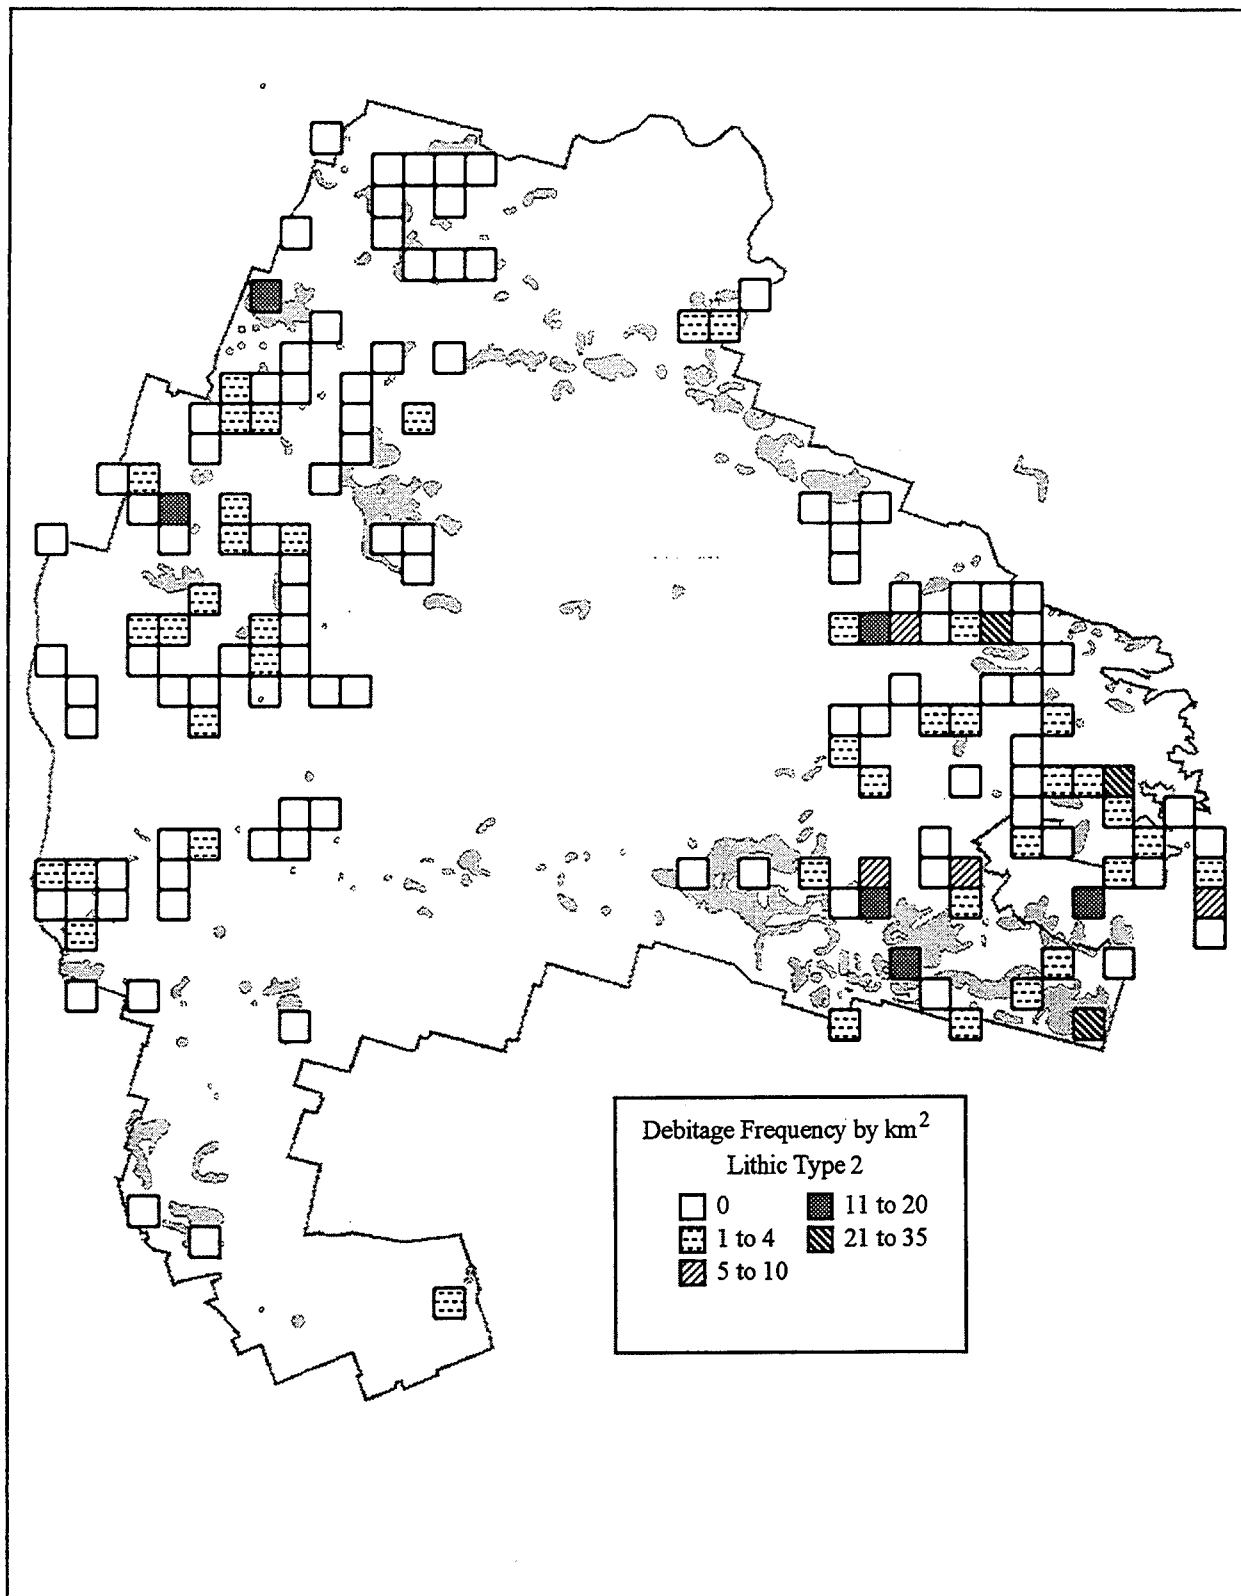 Debitage Frequency by km²
Lithic Type 2
0
11 to 20
1 to 4
21 to 35
5 to 10